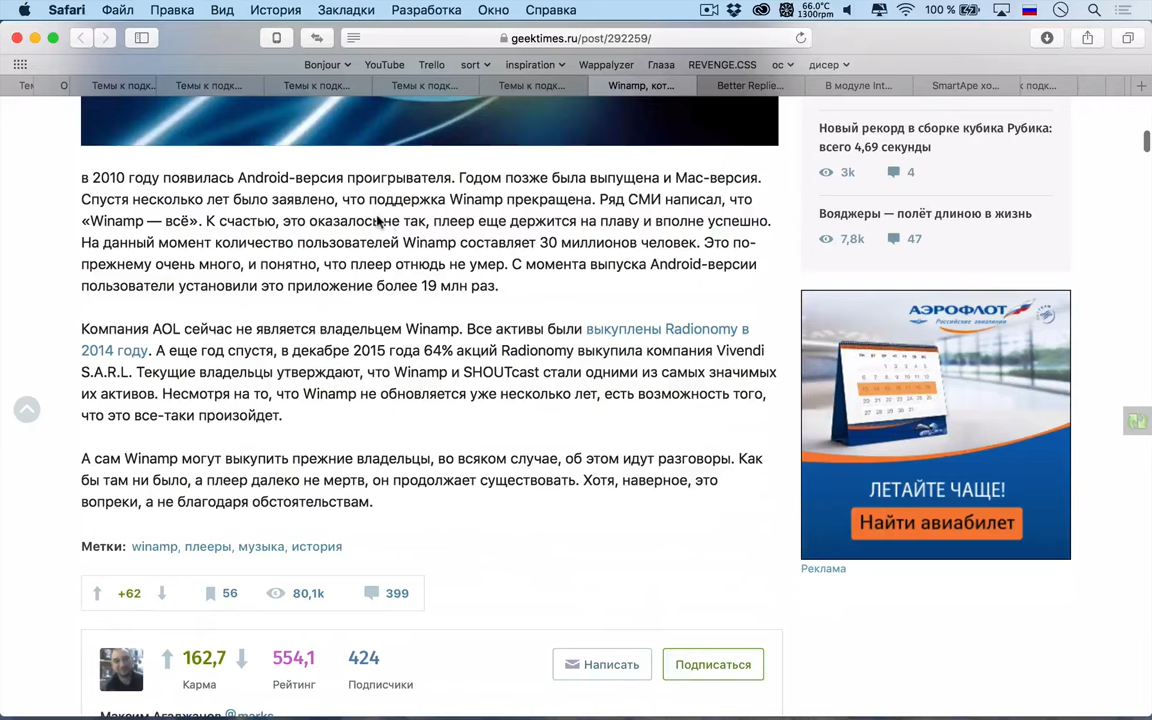 Safari Файл Правка Вид История Закладки Разработка Окно Справка 66.0°C 1300rpm 100 %
geektimes.ru/post/292259/
Bonjour YouTube Trello sort inspiration Wappalyzer Глаза REVENGE.CSS ос дисер
Тем О Темы к подк... Темы к подк... Темы к подк... Темы к подк... Темы к подк... Winamp, кот... Better Replie... В модуле Int... SmartApe хо... к подк...
в 2010 году появилась Android-версия проигрывателя. Годом позже была выпущена и Mac-версия.
Спустя несколько лет было заявлено, что поддержка Winamp прекращена. Ряд СМИ написал, что
«Winamp — всё». К счастью, это оказалось не так, плеер еще держится на плаву и вполне успешно.
На данный момент количество пользователей Winamp составляет 30 миллионов человек. Это по-
прежнему очень много, и понятно, что плеер отнюдь не умер. С момента выпуска Android-версии
пользователи установили это приложение более 19 млн раз.
Компания AOL сейчас не является владельцем Winamp. Все активы были выкуплены Radionomy в
2014 году. А еще год спустя, в декабре 2015 года 64% акций Radionomy выкупила компания Vivendi
S.A.R.L. Текущие владельцы утверждают, что Winamp и SHOUTcast стали одними из самых значимых
их активов. Несмотря на то, что Winamp не обновляется уже несколько лет, есть возможность того,
что это все-таки произойдет.
А сам Winamp могут выкупить прежние владельцы, во всяком случае, об этом идут разговоры. Как
бы там ни было, а плеер далеко не мертв, он продолжает существовать. Хотя, наверное, это
вопреки, а не благодаря обстоятельствам.
Метки: winamp, плееры, музыка, история
+62 56 80,1k 399
162,7 554,1 424
Карма Рейтинг Подписчики
Написать Подписаться
Максим Агаджанов @marks
Новый рекорд в сборке кубика Рубика:
всего 4,69 секунды
3k 4
Вояджеры — полёт длиною в жизнь
7,8k 47
АЭРОФЛОТ
Российские авиалинии
ЛЕТАЙТЕ ЧАЩЕ!
Найти авиабилет
Реклама